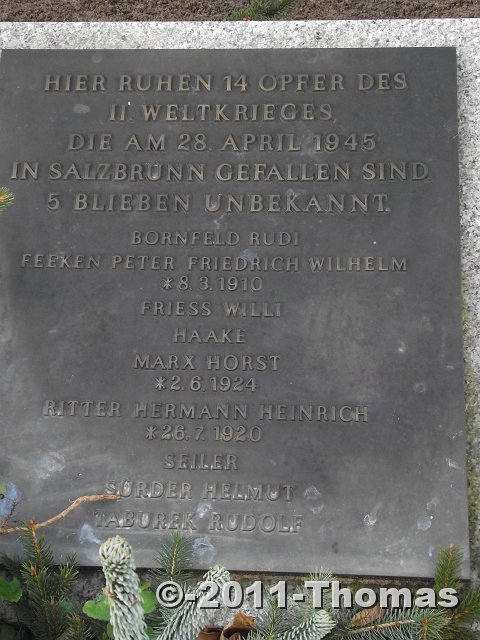 HIER RUHEN 14 OPFER DES
II. WELTKRIEGES,
DIE AM 28. APRIL 1945
IN SALZBRUNN GEFALLEN SIND.
5 BLIEBEN UNBEKANNT.
BORNFELD RUDI
FEEKEN PETER FRIEDRICH WILHELM
*8.3.1910
FRIESS WILLI
HAAKE
MARX HORST
*2.6.1924
RITTER HERMANN HEINRICH
*26.7.1920
SEILER
SÜRDER HELMUT
TABUREK RUDOLF
©-2011-Thomas